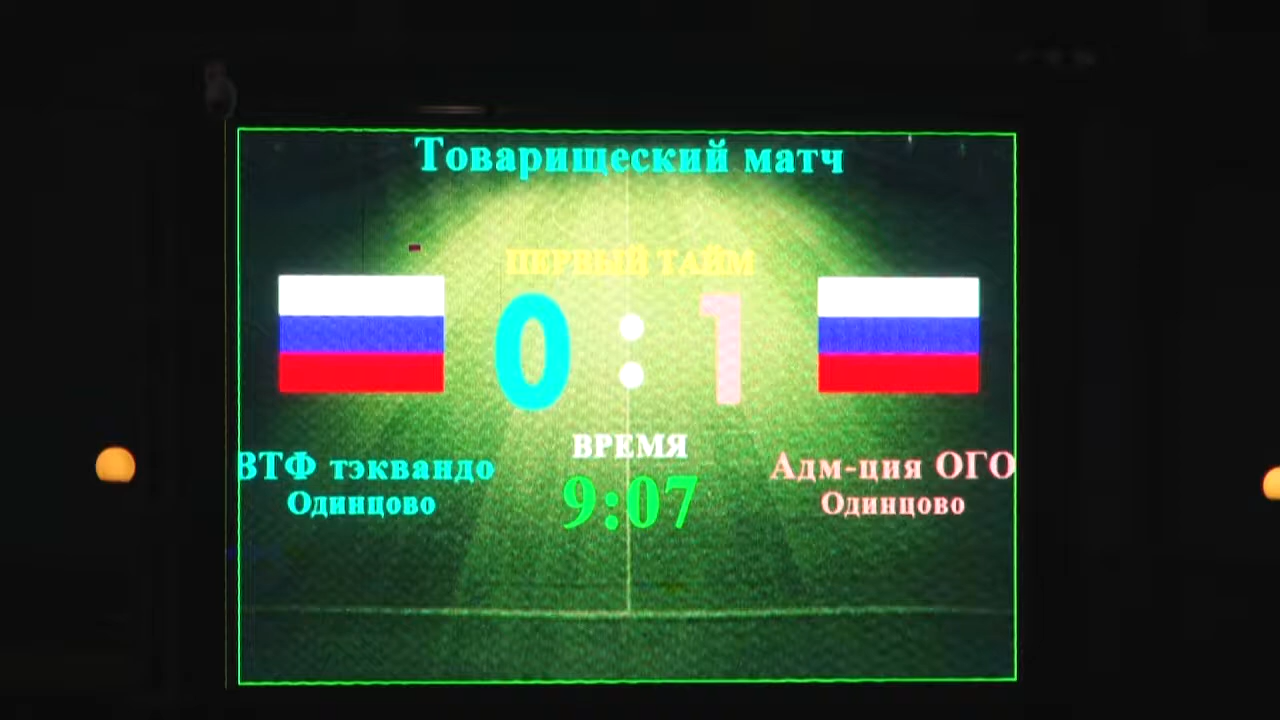 Товарищеский матч
ПЕРВЫЙ ТАЙМ
0 : 1
ВТФ тэквандо
Одинцово
ВРЕМЯ
9:07
Адм-ция ОГО
Одинцово